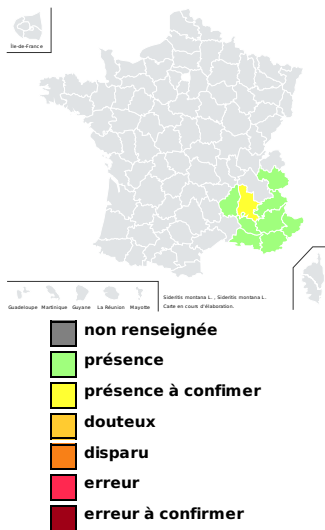 Île-de-France
Guadeloupe Martinique Guyane La Réunion Mayotte
Sideritis montana L. , Sideritis montana L.
Carte en cours d'élaboration.
non renseignée
présence
présence à confimer
douteux
disparu
erreur
erreur à confirmer